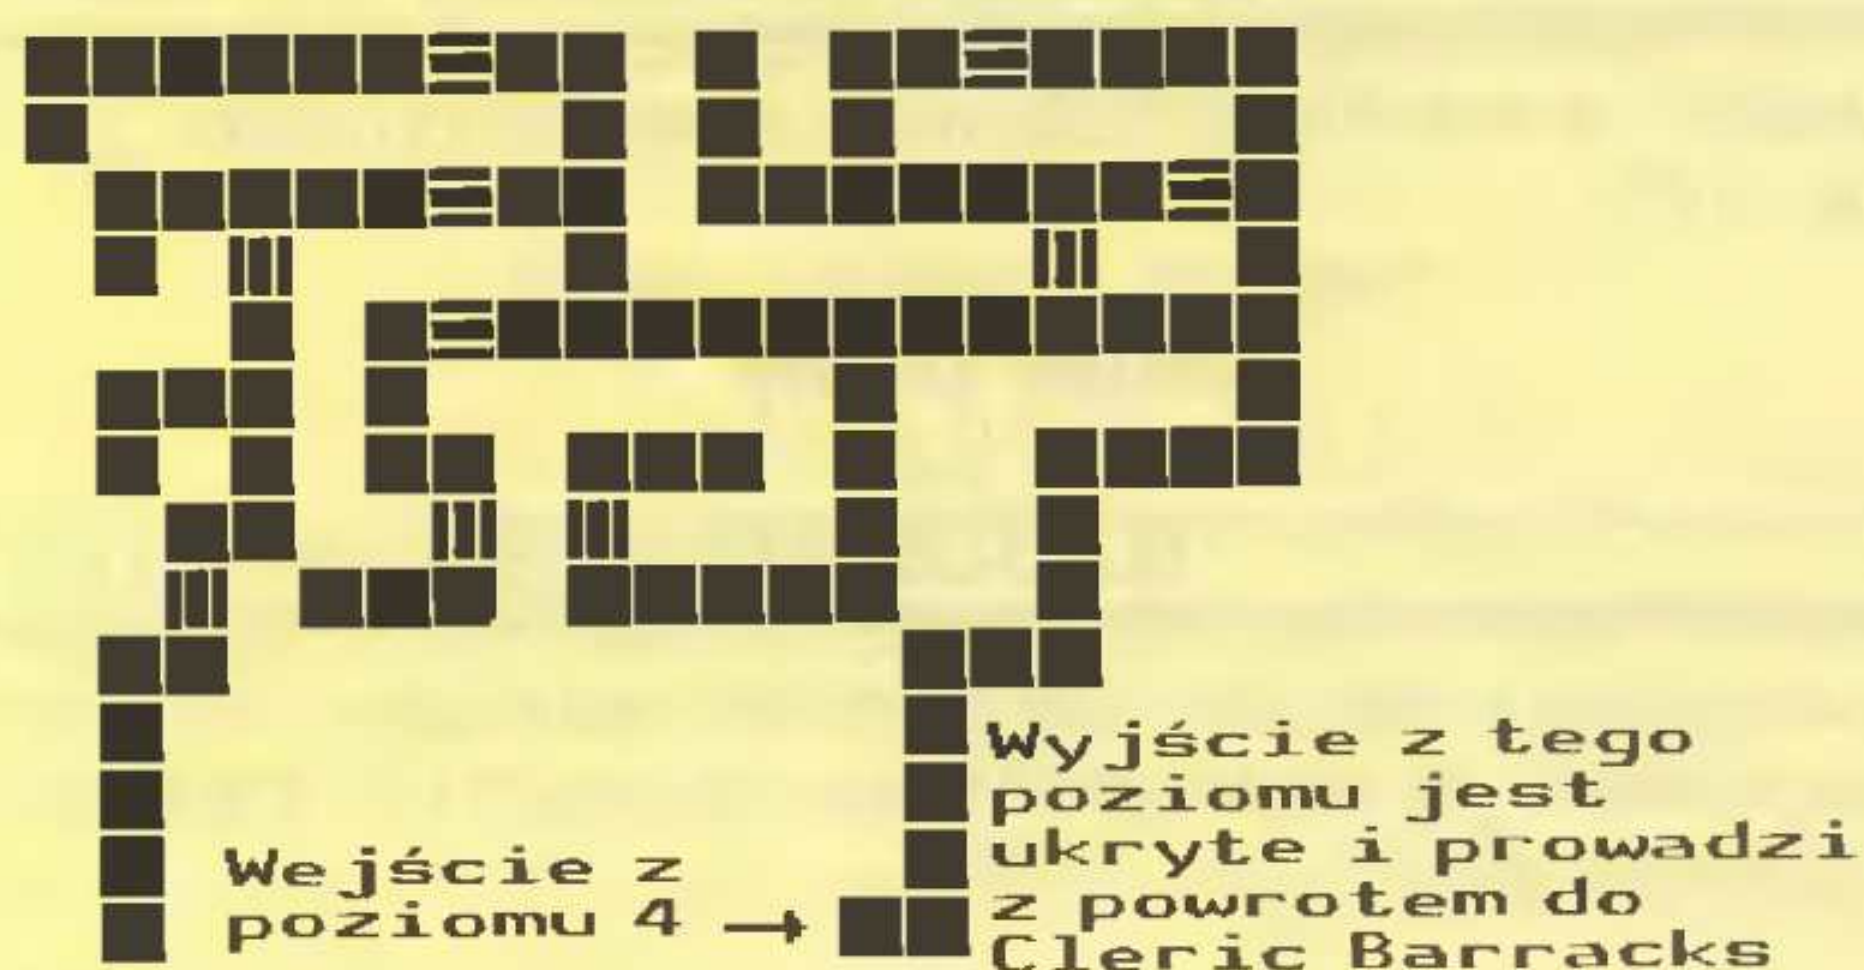 Wejście z
poziomu 4 →
Wyjście z tego
poziomu jest
ukryte i prowadzi
z powrotem do
Cleric Barracks